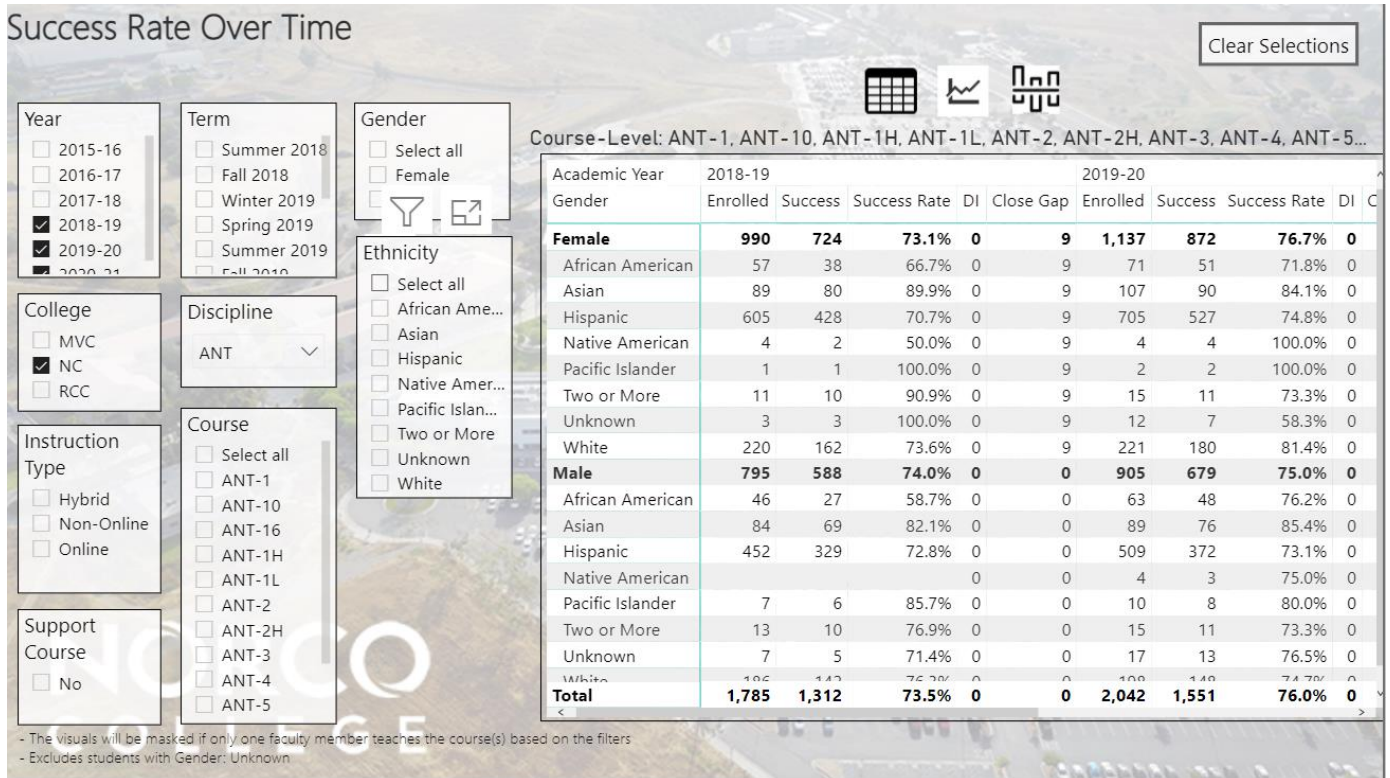 Success Rate Over Time
Clear Selections
Year
2015-16
2016-17
2017-18
2018-19
2019-20
2020-21
Term
Summer 2018
Fall 2018
Winter 2019
Spring 2019
Summer 2019
Fall 2019
Gender
Select all
Female
Ethnicity
Select all
African Ame...
Asian
Hispanic
Native Amer...
Pacific Islan...
Two or More
Unknown
White
College
MVC
NC
RCC
Discipline
ANT
Instruction
Type
Hybrid
Non-Online
Online
Course
Select all
ANT-1
ANT-10
ANT-16
ANT-1H
ANT-1L
ANT-2
ANT-2H
ANT-3
ANT-4
ANT-5
Support
Course
No
Course-Level: ANT-1, ANT-10, ANT-1H, ANT-1L, ANT-2, ANT-2H, ANT-3, ANT-4, ANT-5...
Academic Year 2018-19 2019-20
Gender Enrolled Success Success Rate DI Close Gap Enrolled Success Success Rate DI C
Female 990 724 73.1% 0 9 1,137 872 76.7% 0
African American 57 38 66.7% 0 9 71 51 71.8% 0
Asian 89 80 89.9% 0 9 107 90 84.1% 0
Hispanic 605 428 70.7% 0 9 705 527 74.8% 0
Native American 4 2 50.0% 0 9 4 4 100.0% 0
Pacific Islander 1 1 100.0% 0 9 2 2 100.0% 0
Two or More 11 10 90.9% 0 9 15 11 73.3% 0
Unknown 3 3 100.0% 0 9 12 7 58.3% 0
White 220 162 73.6% 0 9 221 180 81.4% 0
Male 795 588 74.0% 0 0 905 679 75.0% 0
African American 46 27 58.7% 0 0 63 48 76.2% 0
Asian 84 69 82.1% 0 0 89 76 85.4% 0
Hispanic 452 329 72.8% 0 0 509 372 73.1% 0
Native American 0 0 4 3 75.0% 0
Pacific Islander 7 6 85.7% 0 0 10 8 80.0% 0
Two or More 13 10 76.9% 0 0 15 11 73.3% 0
Unknown 7 5 71.4% 0 0 17 13 76.5% 0
White
Total 1,785 1,312 73.5% 0 0 2,042 1,551 76.0% 0
NORCO
COLLEGE
- The visuals will be masked if only one faculty member teaches the course(s) based on the filters
- Excludes students with Gender: Unknown